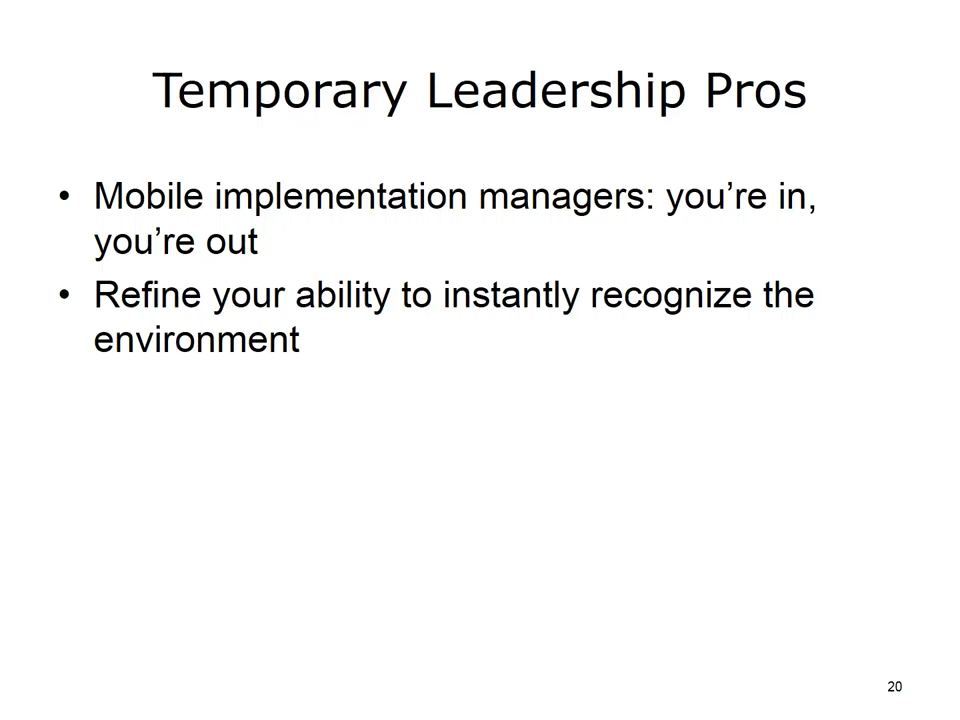 Temporary Leadership Pros
• Mobile implementation managers: you’re in,
you’re out
• Refine your ability to instantly recognize the
environment
20